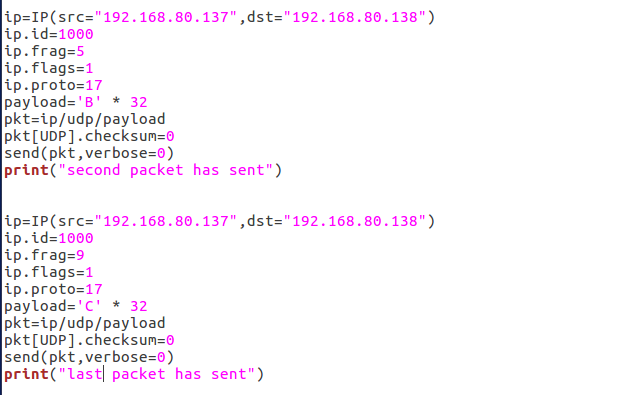 ip=IP(src="192.168.80.137",dst="192.168.80.138")
ip.id=1000
ip.frag=5
ip.flags=1
ip.proto=17
payload='B' * 32
pkt=ip/udp/payload
pkt[UDP].checksum=0
send(pkt,verbose=0)
print("second packet has sent")
ip=IP(src="192.168.80.137",dst="192.168.80.138")
ip.id=1000
ip.frag=9
ip.flags=1
ip.proto=17
payload='C' * 32
pkt=ip/udp/payload
pkt[UDP].checksum=0
send(pkt,verbose=0)
print("last packet has sent")